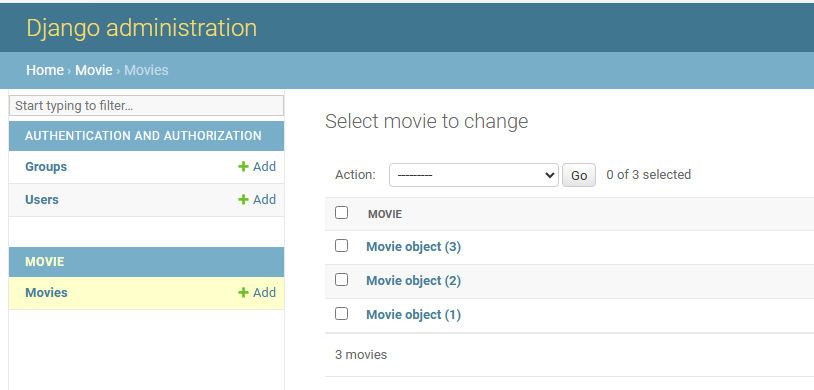 Django administration
Home › Movie › Movies
Start typing to filter...
AUTHENTICATION AND AUTHORIZATION
Groups + Add
Users + Add
MOVIE
Movies + Add
Select movie to change
Action: --------- Go 0 of 3 selected
MOVIE
Movie object (3)
Movie object (2)
Movie object (1)
3 movies